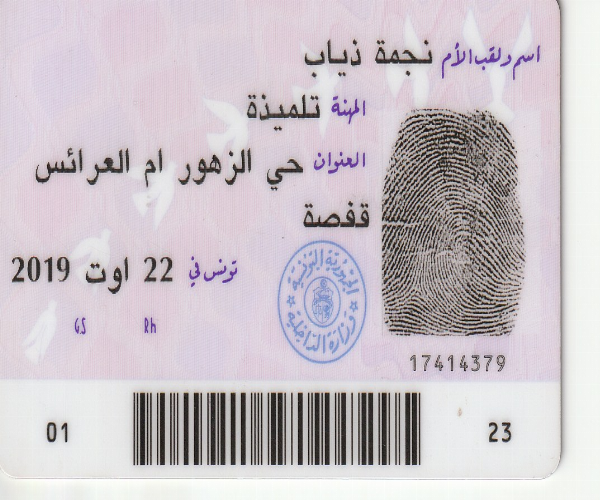 اسم ولقب الأم نجمة ذياب
المهنة تلميذة
العنوان حي الزهور ام العرائس
قفصة
تونس في 22 اوت 2019
Rh GS
الجمهورية التونسية
وزارة الداخلية
17414379
01 23